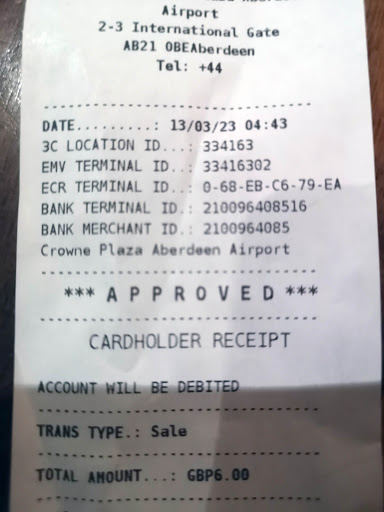 Airport
2-3 International Gate
AB21 0BEAberdeen
Tel: +44
------------------------------
DATE.........: 13/03/23 04:43
3C LOCATION ID...: 334163
EMV TERMINAL ID..: 33416302
ECR TERMINAL ID..: 0-68-EB-C6-79-EA
BANK TERMINAL ID.: 210096408516
BANK MERCHANT ID.: 2100964085
Crowne Plaza Aberdeen Airport
------------------------------
*** A P P R O V E D ***
------------------------------
CARDHOLDER RECEIPT
ACCOUNT WILL BE DEBITED
------------------------------
TRANS TYPE.: Sale
------------------------------
TOTAL AMOUNT...: GBP6.00
------------------------------